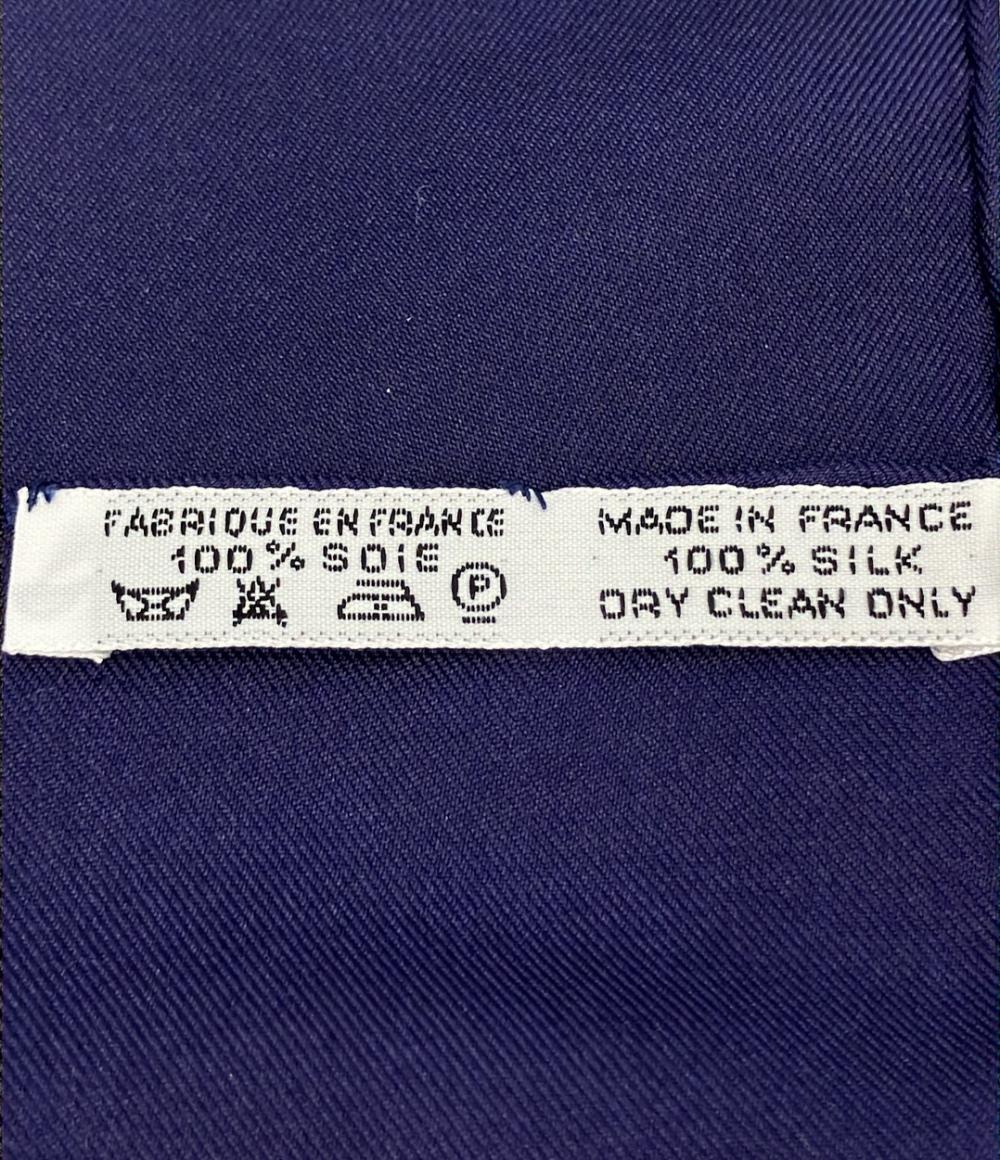 FABRIQUE EN FRANCE
100% SOIE
P
MADE IN FRANCE
100% SILK
DRY CLEAN ONLY